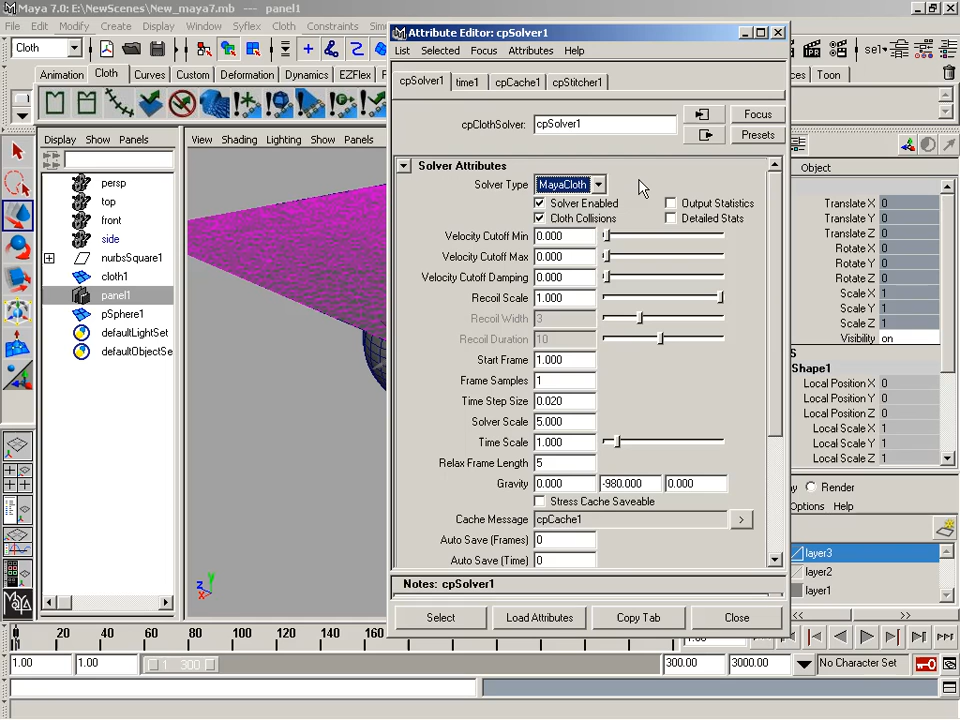 Maya 7.0: E:\NewScenes\New_maya7.mb --- panel1
File Edit Modify Create Display Window Syflex Cloth Constraints Simulation
Cloth
sel
Animation Cloth Curves Custom Deformation Dynamics EZFlex
Toon
Display Show Panels
View Shading Lighting Show Panels
persp
top
front
side
nurbsSquare1
cloth1
panel1
pSphere1
defaultLightSet
defaultObjectSe
z y x
Attribute Editor: cpSolver1
List Selected Focus Attributes Help
cpSolver1 time1 cpCache1 cpStitcher1
cpClothSolver: cpSolver1
Focus
Presets
Solver Attributes
Solver Type MayaCloth
Solver Enabled Output Statistics
Cloth Collisions Detailed Stats
Velocity Cutoff Min 0.000
Velocity Cutoff Max 0.000
Velocity Cutoff Damping 0.000
Recoil Scale 1.000
Recoil Width 3
Recoil Duration 10
Start Frame 1.000
Frame Samples 1
Time Step Size 0.020
Solver Scale 5.000
Time Scale 1.000
Relax Frame Length 5
Gravity 0.000 -980.000 0.000
Stress Cache Saveable
Cache Message cpCache1 >
Auto Save (Frames) 0
Auto Save (Time) 0
Notes: cpSolver1
Select Load Attributes Copy Tab Close
Object
Translate X 0
Translate Y 0
Translate Z 0
Rotate X 0
Rotate Y 0
Rotate Z 0
Scale X 1
Scale Y 1
Scale Z 1
Visibility on
S
Shape1
Local Position X 0
Local Position Y 0
Local Position Z 0
Local Scale X 1
Local Scale Y 1
Local Scale Z 1
ay Render
Options Help
layer3
layer2
layer1
20 40 60 80 100 120 140 160
1.00
1.00 1.00 1 300 300.00 3000.00 No Character Set